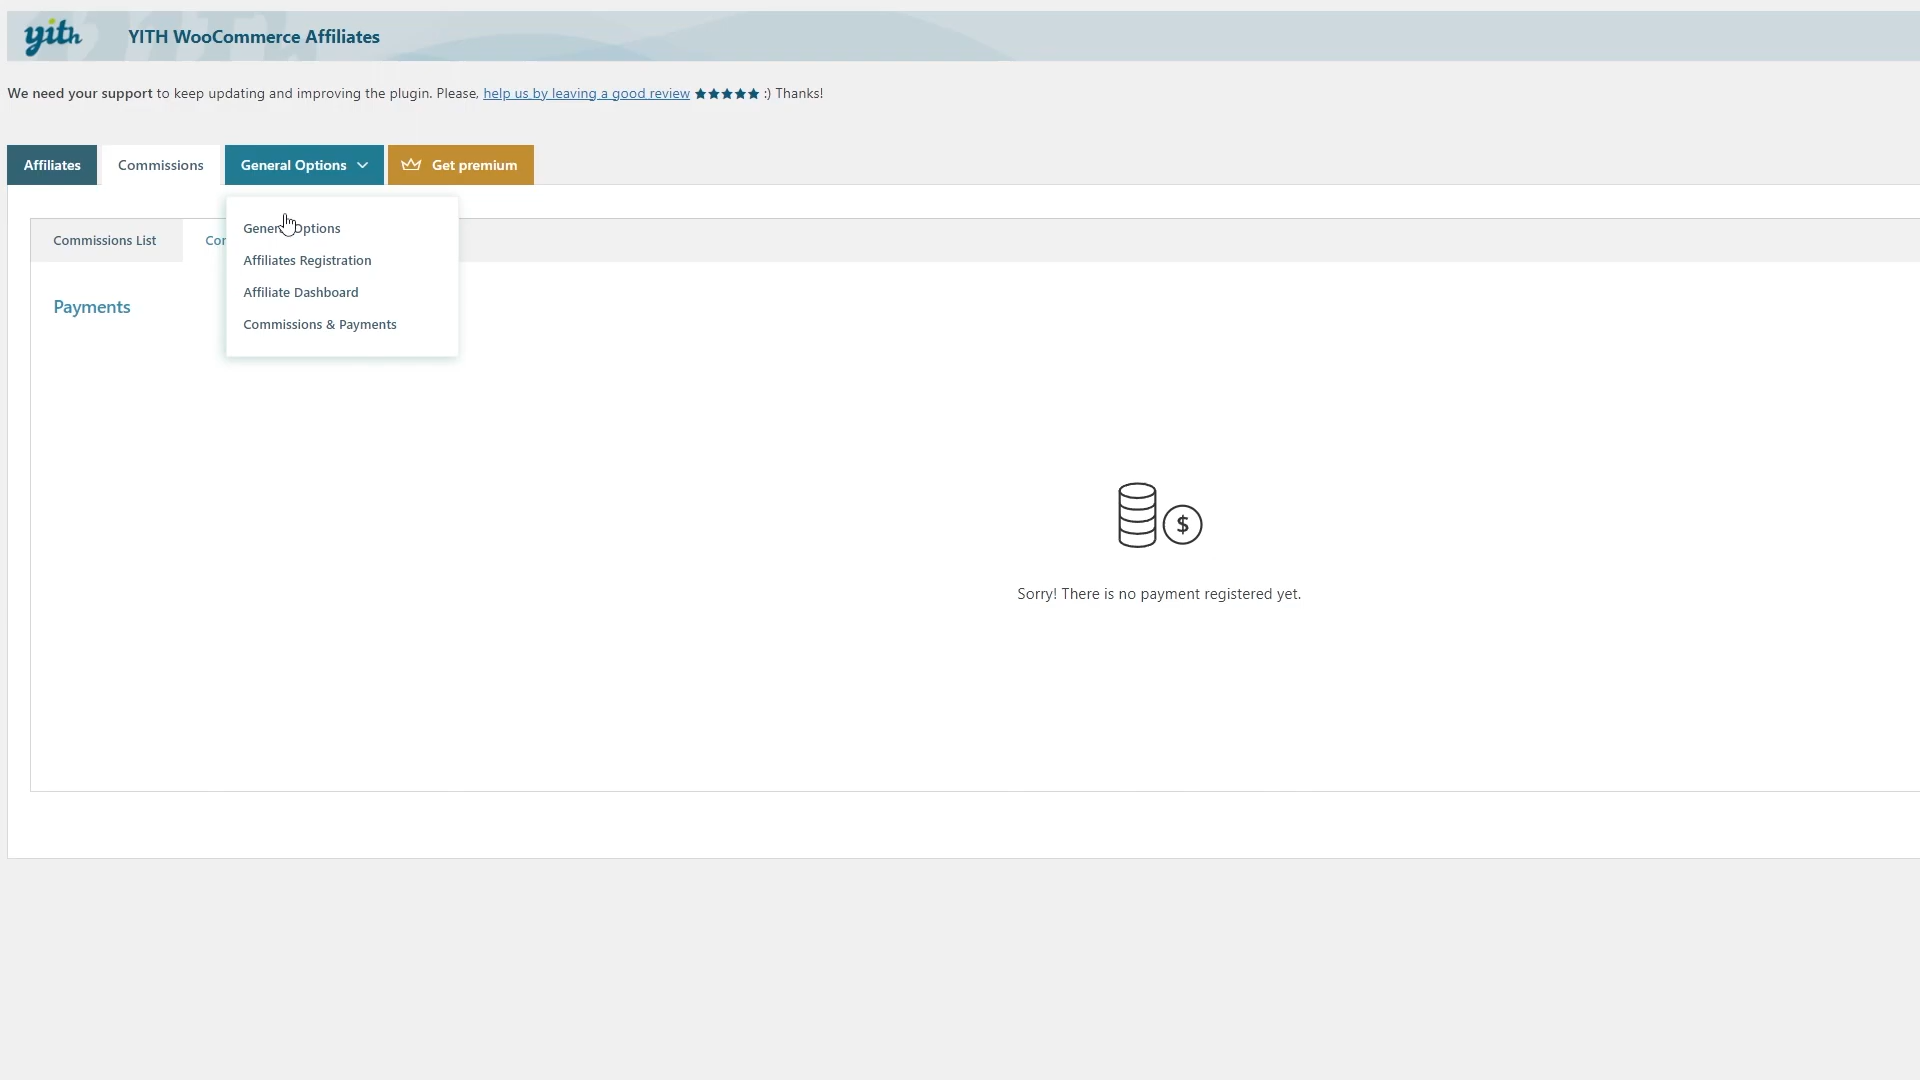 yith
YITH WooCommerce Affiliates
We need your support to keep updating and improving the plugin. Please, help us by leaving a good review ★★★★★ :) Thanks!
Affiliates
Commissions
General Options
Get premium
General Options
Affiliates Registration
Affiliate Dashboard
Commissions & Payments
Commissions List
Payments
$
Sorry! There is no payment registered yet.